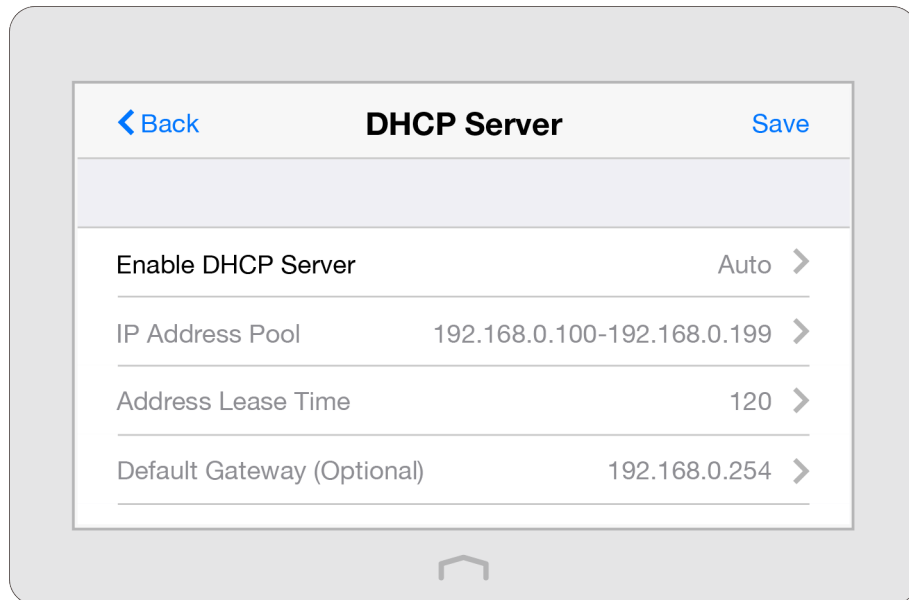 Back DHCP Server Save
Enable DHCP Server Auto
IP Address Pool 192.168.0.100-192.168.0.199
Address Lease Time 120
Default Gateway (Optional) 192.168.0.254